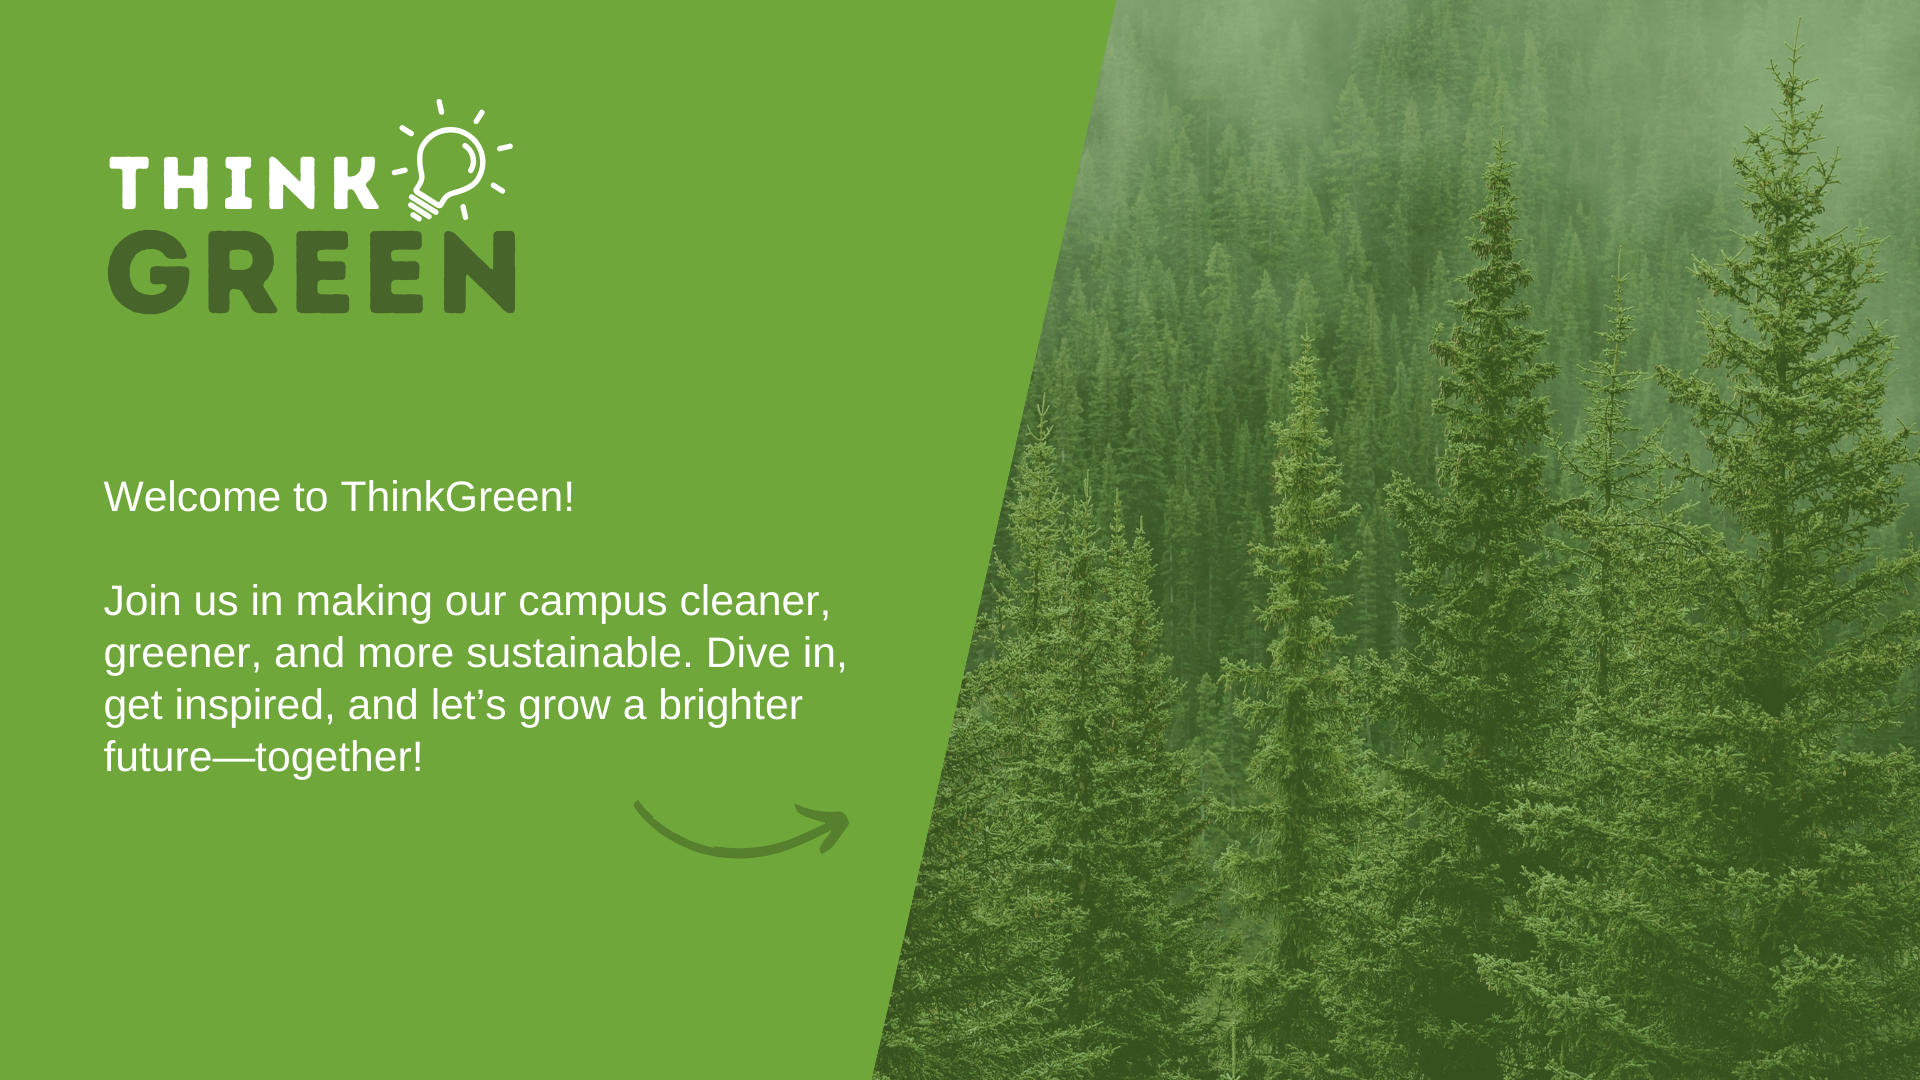 THINK
GREEN
Welcome to ThinkGreen!
Join us in making our campus cleaner,
greener, and more sustainable. Dive in,
get inspired, and let’s grow a brighter
future—together!